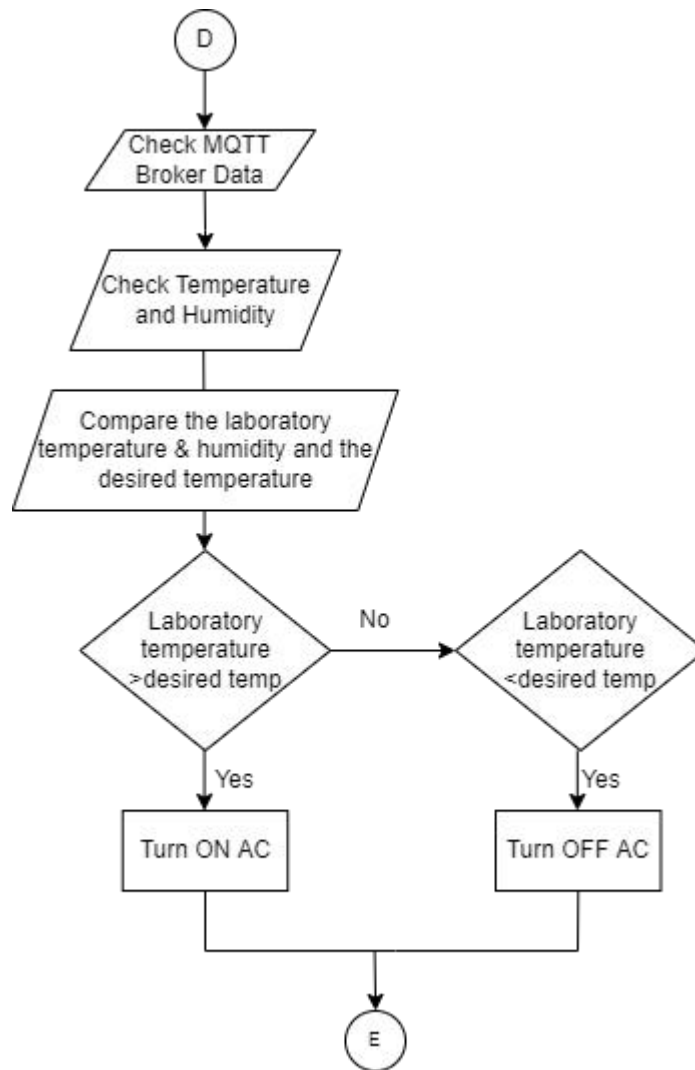 D
Check MQTT
Broker Data
Check Temperature
and Humidity
Compare the laboratory
temperature & humidity and the
desired temperature
Laboratory
temperature
>desired temp
No
Laboratory
temperature
<desired temp
Yes
Yes
Turn ON AC
Turn OFF AC
E